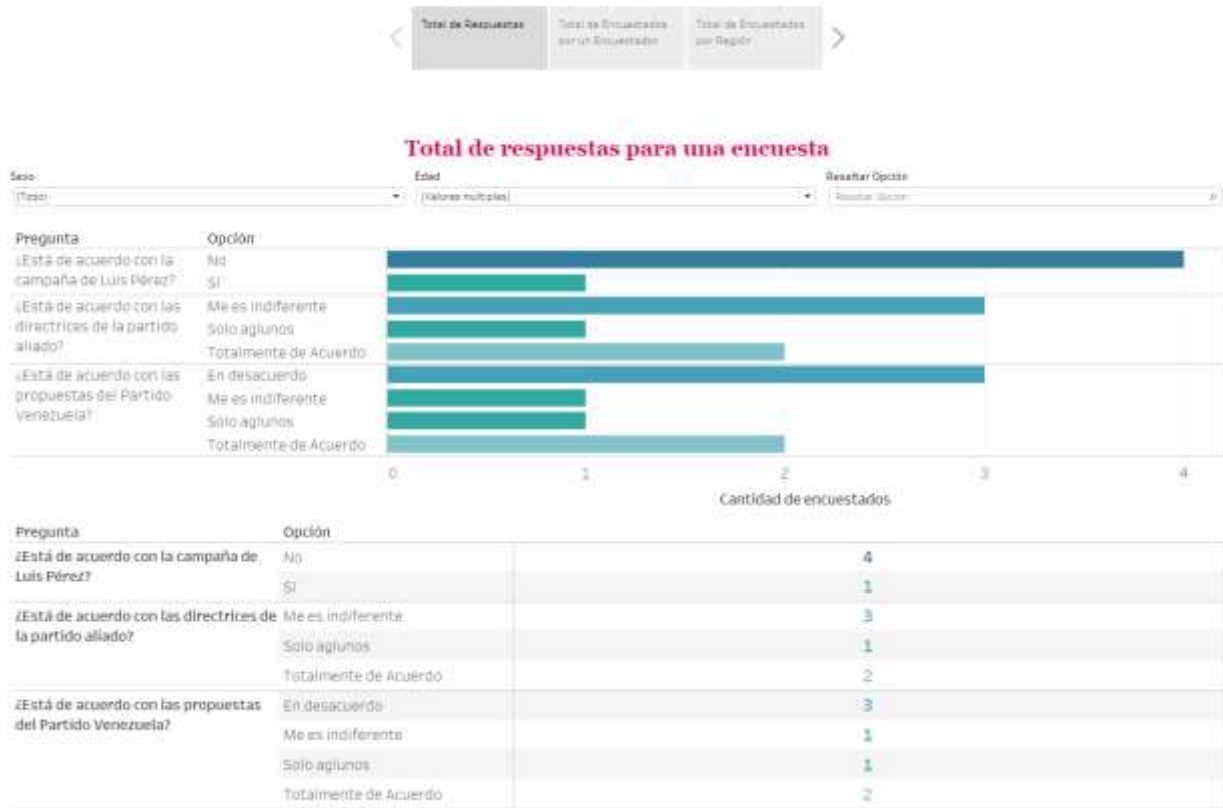 Total de Respuestas
Total de Encuestados
por un Encuestador
Total de Encuestados
por Región
Total de respuestas para una encuesta
Sexo
(Todo)
Edad
(Valores múltiples)
Resaltar Opción
Resaltar Opción
Pregunta Opción
¿Está de acuerdo con la
campaña de Luis Pérez?
No
Sí
¿Está de acuerdo con las
directrices de la partido
aliado?
Me es indiferente
Solo aglunos
Totalmente de Acuerdo
¿Está de acuerdo con las
propuestas del Partido
Venezuela?
En desacuerdo
Me es indiferente
Solo aglunos
Totalmente de Acuerdo
0 1 2 3 4
Cantidad de encuestados
Pregunta Opción
¿Está de acuerdo con la campaña de
Luis Pérez?
No 4
Sí 1
¿Está de acuerdo con las directrices de
la partido aliado?
Me es indiferente 3
Solo aglunos 1
Totalmente de Acuerdo 2
¿Está de acuerdo con las propuestas
del Partido Venezuela?
En desacuerdo 3
Me es indiferente 1
Solo aglunos 1
Totalmente de Acuerdo 2